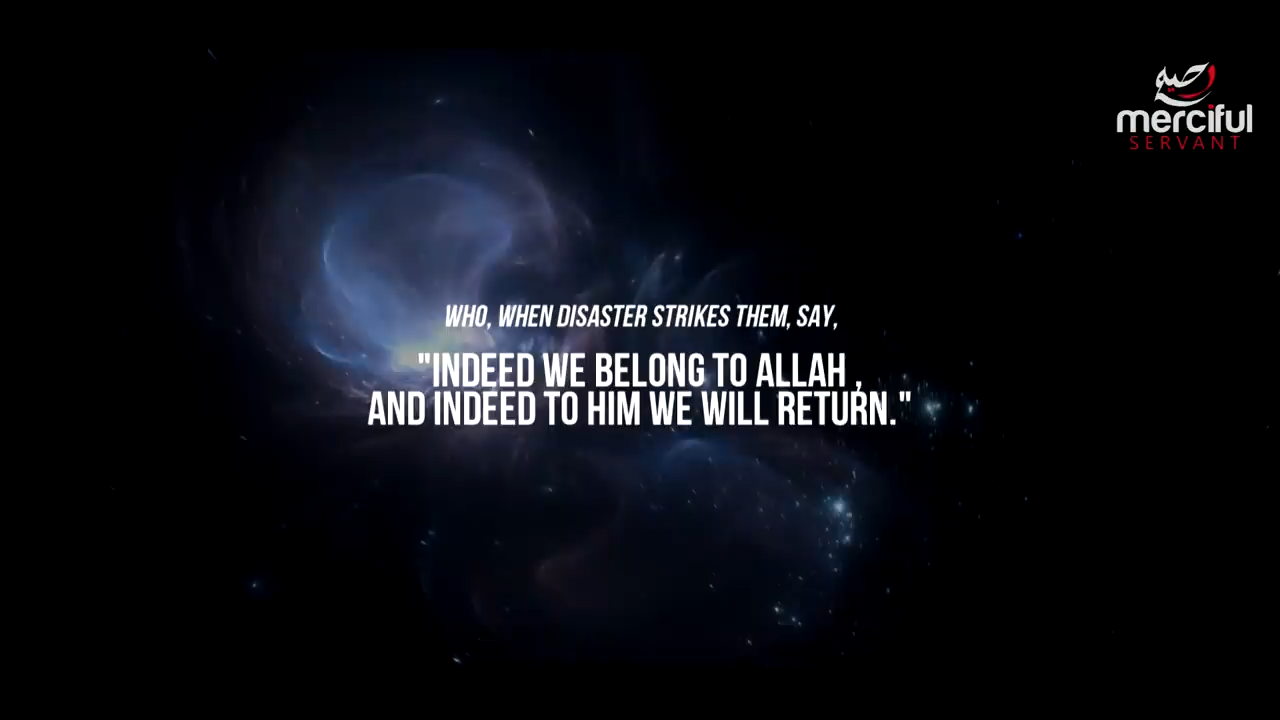 رحيم
merciful
SERVANT
WHO, WHEN DISASTER STRIKES THEM, SAY,
"INDEED WE BELONG TO ALLAH ,
AND INDEED TO HIM WE WILL RETURN."